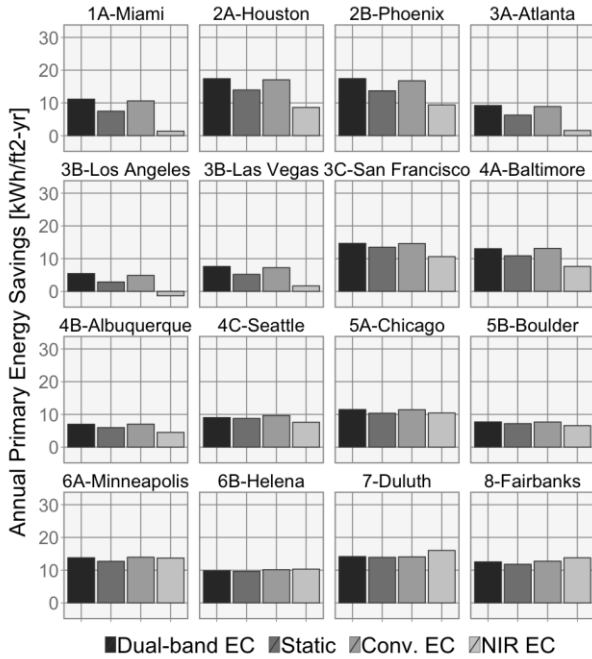 Annual Primary Energy Savings [kWh/ft2-yr]
1A-Miami 2A-Houston 2B-Phoenix 3A-Atlanta
30
20
10
0
3B-Los Angeles 3B-Las Vegas 3C-San Francisco 4A-Baltimore
30
20
10
0
4B-Albuquerque 4C-Seattle 5A-Chicago 5B-Boulder
30
20
10
0
6A-Minneapolis 6B-Helena 7-Duluth 8-Fairbanks
30
20
10
0
Dual-band EC Static Conv. EC NIR EC